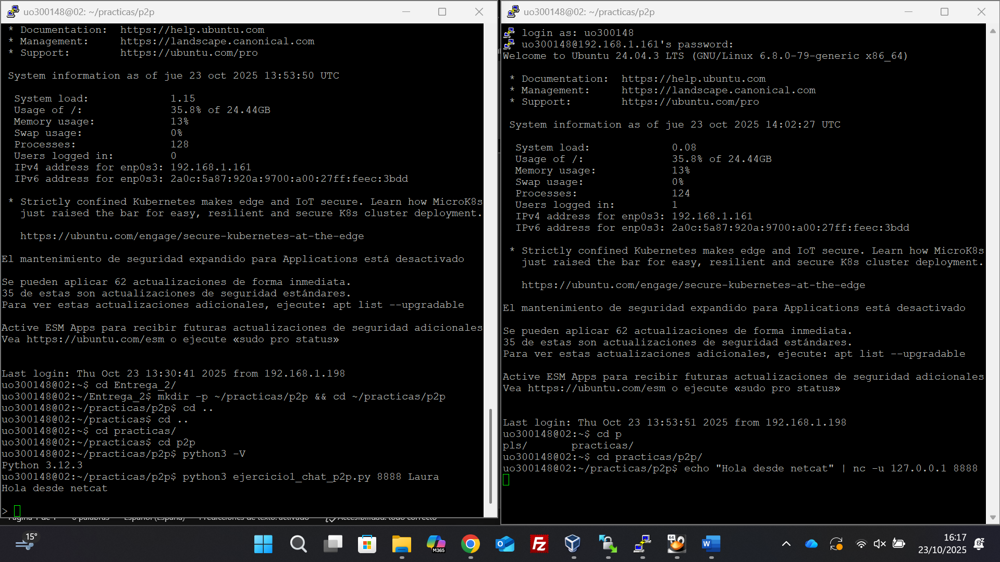 uo300148@02: ~/practicas/p2p
* Documentation:  https://help.ubuntu.com
* Management:     https://landscape.canonical.com
* Support:        https://ubuntu.com/pro
System information as of jue 23 oct 2025 13:53:50 UTC
System load:             1.15
Usage of /:              35.8% of 24.44GB
Memory usage:            13%
Swap usage:              0%
Processes:               128
Users logged in:         0
IPv4 address for enp0s3: 192.168.1.161
IPv6 address for enp0s3: 2a0c:5a87:920a:9700:a00:27ff:feec:3bdd
* Strictly confined Kubernetes makes edge and IoT secure. Learn how MicroK8s
just raised the bar for easy, resilient and secure K8s cluster deployment.
https://ubuntu.com/engage/secure-kubernetes-at-the-edge
El mantenimiento de seguridad expandido para Applications está desactivado
Se pueden aplicar 62 actualizaciones de forma inmediata.
35 de estas son actualizaciones de seguridad estándares.
Para ver estas actualizaciones adicionales, ejecute: apt list --upgradable
Active ESM Apps para recibir futuras actualizaciones de seguridad adicionales
Vea https://ubuntu.com/esm o ejecute «sudo pro status»
Last login: Thu Oct 23 13:30:41 2025 from 192.168.1.198
uo300148@02:~$ cd Entrega_2/
uo300148@02:~/Entrega_2$ mkdir -p ~/practicas/p2p && cd ~/practicas/p2p
uo300148@02:~/practicas/p2p$ cd ..
uo300148@02:~/practicas$ cd ..
uo300148@02:~$ cd practicas/
uo300148@02:~/practicas$ cd p2p
uo300148@02:~/practicas/p2p$ python3 -V
Python 3.12.3
uo300148@02:~/practicas/p2p$ python3 ejercicio1_chat_p2p.py 8888 Laura
Hola desde netcat
>
uo300148@02: ~/practicas/p2p
login as: uo300148
uo300148@192.168.1.161's password:
Welcome to Ubuntu 24.04.3 LTS (GNU/Linux 6.8.0-79-generic x86_64)
* Documentation:  https://help.ubuntu.com
* Management:     https://landscape.canonical.com
* Support:        https://ubuntu.com/pro
System information as of jue 23 oct 2025 14:02:27 UTC
System load:             0.08
Usage of /:              35.8% of 24.44GB
Memory usage:            13%
Swap usage:              0%
Processes:               124
Users logged in:         1
IPv4 address for enp0s3: 192.168.1.161
IPv6 address for enp0s3: 2a0c:5a87:920a:9700:a00:27ff:feec:3bdd
* Strictly confined Kubernetes makes edge and IoT secure. Learn how MicroK8s
just raised the bar for easy, resilient and secure K8s cluster deployment.
https://ubuntu.com/engage/secure-kubernetes-at-the-edge
El mantenimiento de seguridad expandido para Applications está desactivado
Se pueden aplicar 62 actualizaciones de forma inmediata.
35 de estas son actualizaciones de seguridad estándares.
Para ver estas actualizaciones adicionales, ejecute: apt list --upgradable
Active ESM Apps para recibir futuras actualizaciones de seguridad adicionales
Vea https://ubuntu.com/esm o ejecute «sudo pro status»
Last login: Thu Oct 23 13:53:51 2025 from 192.168.1.198
uo300148@02:~$ cd p
pls/       practicas/
uo300148@02:~$ cd practicas/p2p/
uo300148@02:~/practicas/p2p$ echo "Hola desde netcat" | nc -u 127.0.0.1 8888
palabras Español (España) Predicciones de texto: activado Accesibilidad: todo correcto
15°
M365
64
16:17
23/10/2025